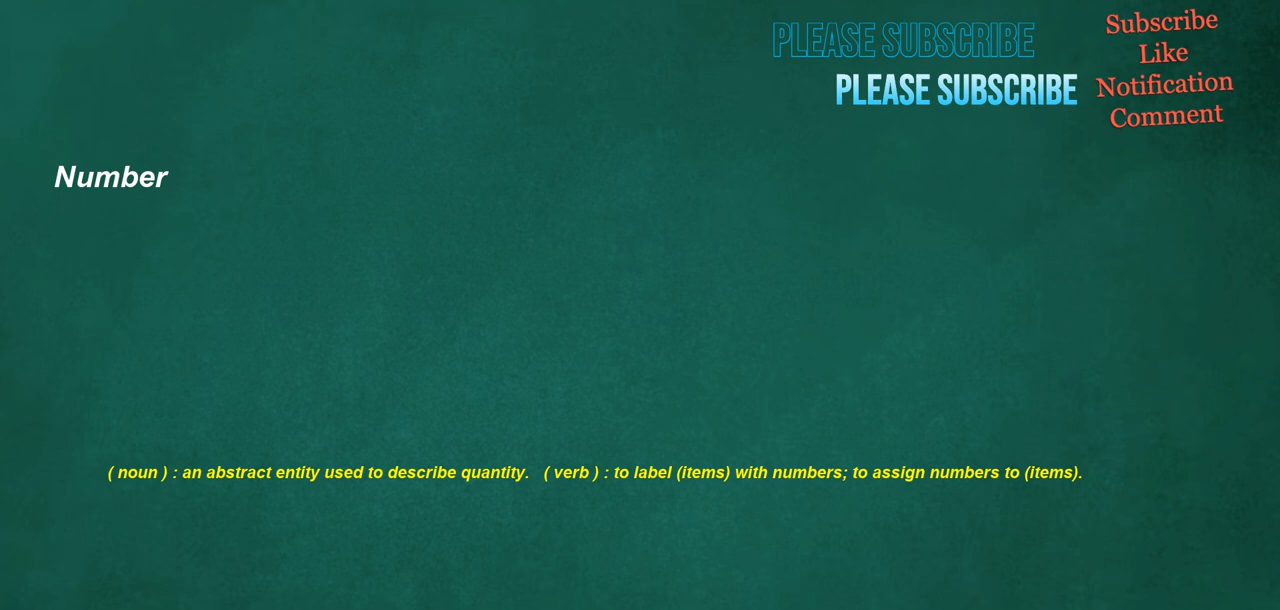 PLEASE SUBSCRIBE
PLEASE SUBSCRIBE
Subscribe
Like
Notification
Comment
Number
( noun ) : an abstract entity used to describe quantity. ( verb ) : to label (items) with numbers; to assign numbers to (items).